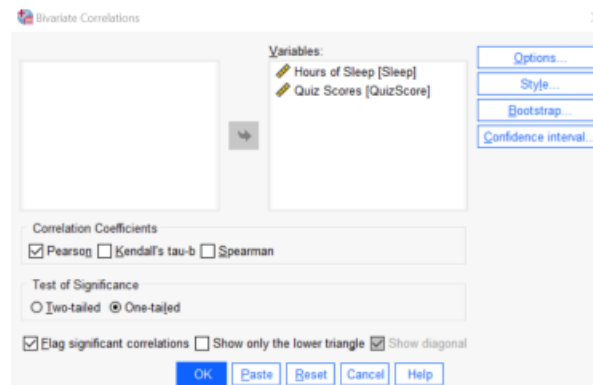 Bivariate Correlations
Variables:
Hours of Sleep [Sleep]
Quiz Scores [QuizScore]
Options...
Style...
Bootstrap...
Confidence interval...
Correlation Coefficients
Pearson Kendall's tau-b Spearman
Test of Significance
Two-tailed One-tailed
Flag significant correlations Show only the lower triangle Show diagonal
OK Paste Reset Cancel Help